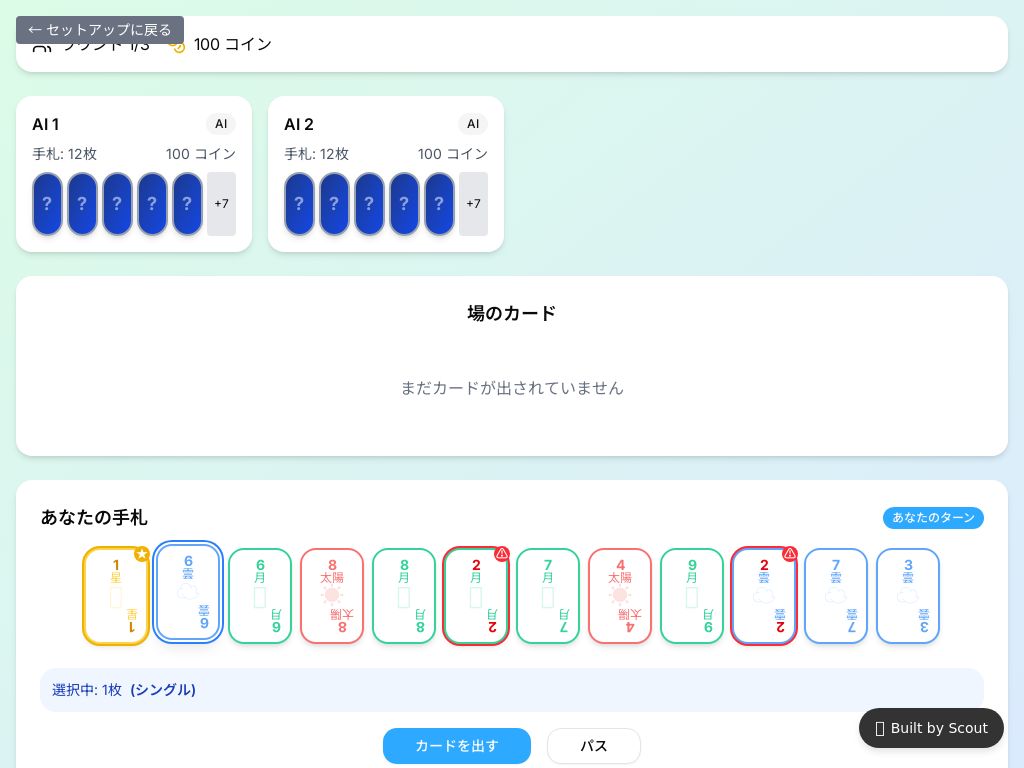 ← セットアップに戻る
ラウンド 1/3 100 コイン
AI 1 AI
手札: 12枚 100 コイン
? ? ? ? ? +7
AI 2 AI
手札: 12枚 100 コイン
? ? ? ? ? +7
場のカード
まだカードが出されていません
あなたの手札 あなたのターン
1 6 6 8 8 2 7 4 9 2 7 3
星 雲 月 太陽 月 月 月 太陽 月 雲 雲 雲
星 雲 月 太陽 月 月 月 太陽 月 雲 雲 雲
1 6 6 8 8 2 7 4 9 2 7 3
選択中: 1枚 (シングル)
カードを出す パス
Built by Scout